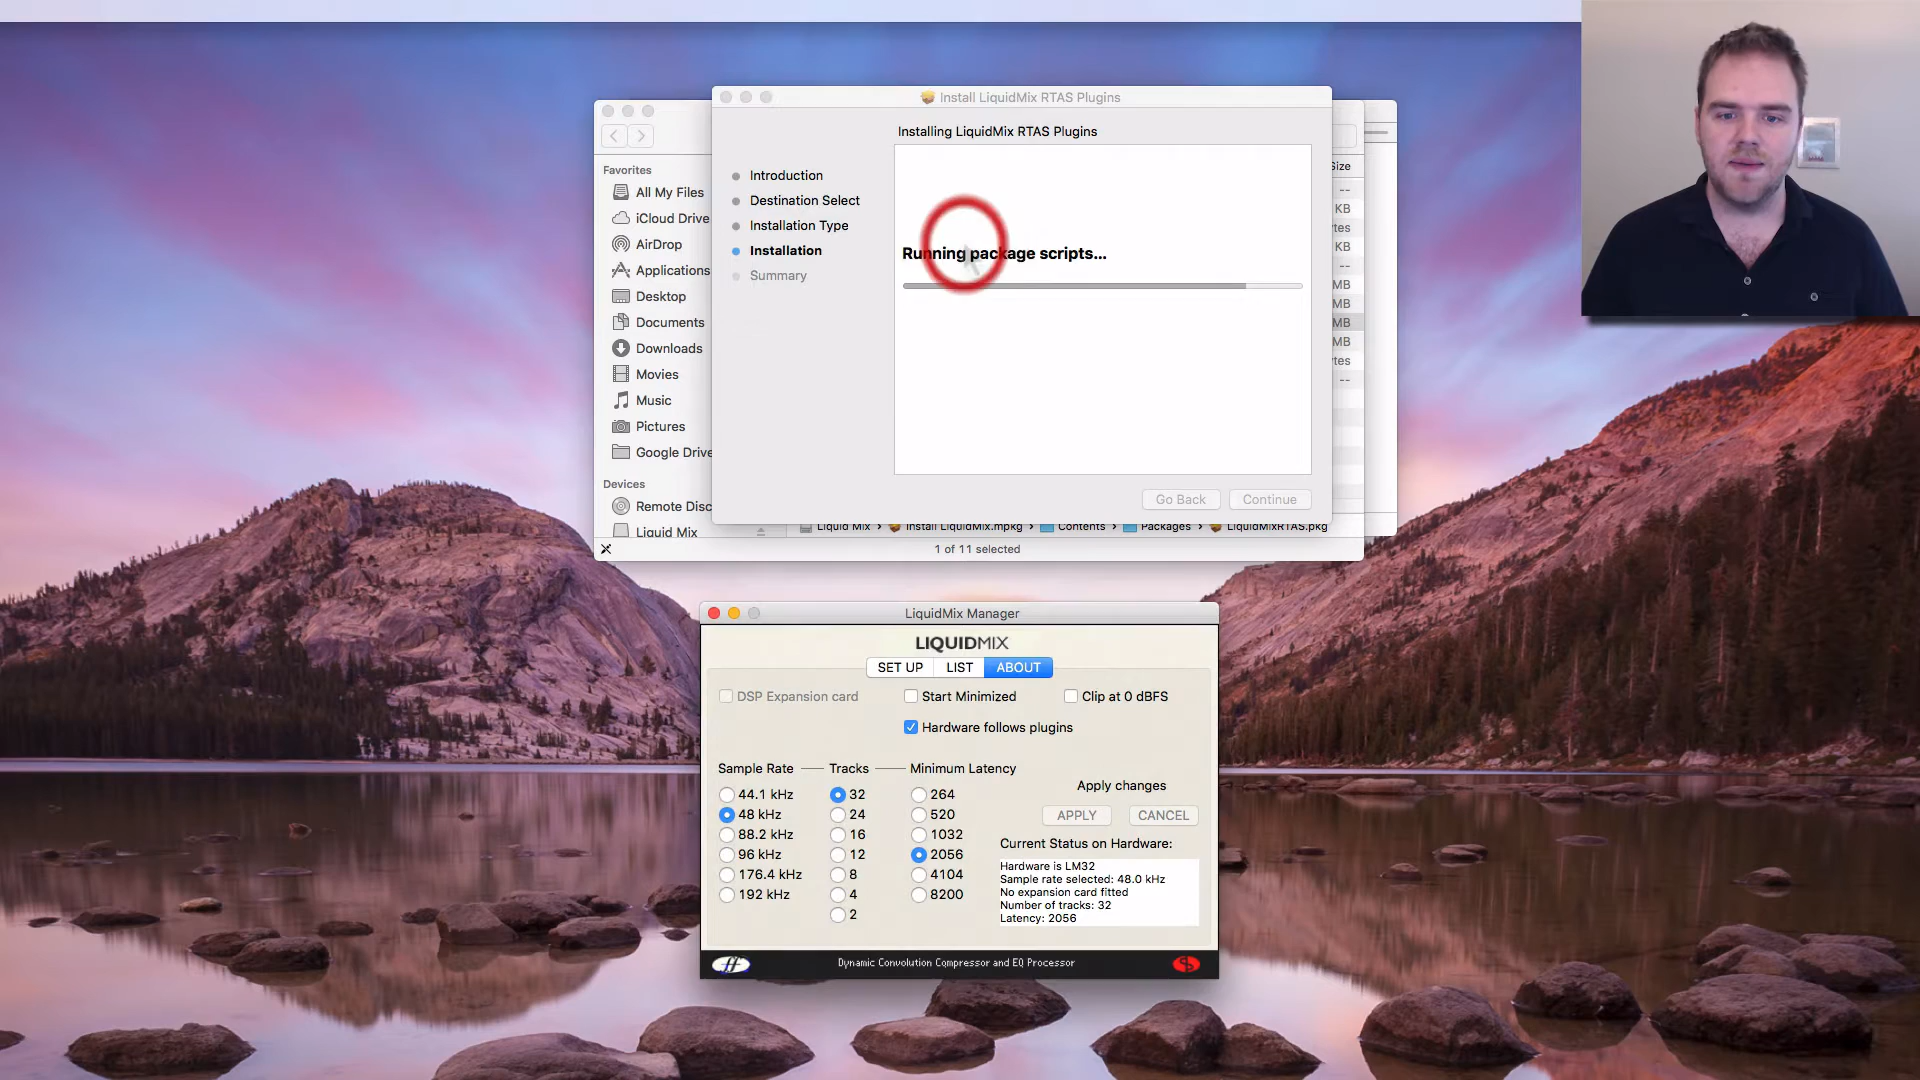 Install LiquidMix RTAS Plugins
Installing LiquidMix RTAS Plugins
Introduction
Destination Select
Installation Type
Installation
Summary
Running package scripts...
Go Back
Continue
Favorites
All My Files
iCloud Drive
AirDrop
Applications
Desktop
Documents
Downloads
Movies
Music
Pictures
Google Drive
Devices
Remote Disc
Liquid Mix
Size
--
KB
KB
--
MB
MB
MB
MB
--
Liquid Mix › Install LiquidMix.mpkg › Contents › Packages › LiquidMixRTAS.pkg
1 of 11 selected
LiquidMix Manager
LIQUIDMIX
SET UP LIST ABOUT
DSP Expansion card
Start Minimized
Clip at 0 dBFS
Hardware follows plugins
Sample Rate
44.1 kHz
48 kHz
88.2 kHz
96 kHz
176.4 kHz
192 kHz
Tracks
32
24
16
12
8
4
2
Minimum Latency
264
520
1032
2056
4104
8200
Apply changes
APPLY
CANCEL
Current Status on Hardware:
Hardware is LM32
Sample rate selected: 48.0 kHz
No expansion card fitted
Number of tracks: 32
Latency: 2056
ff
Dynamic Convolution Compressor and EQ Processor